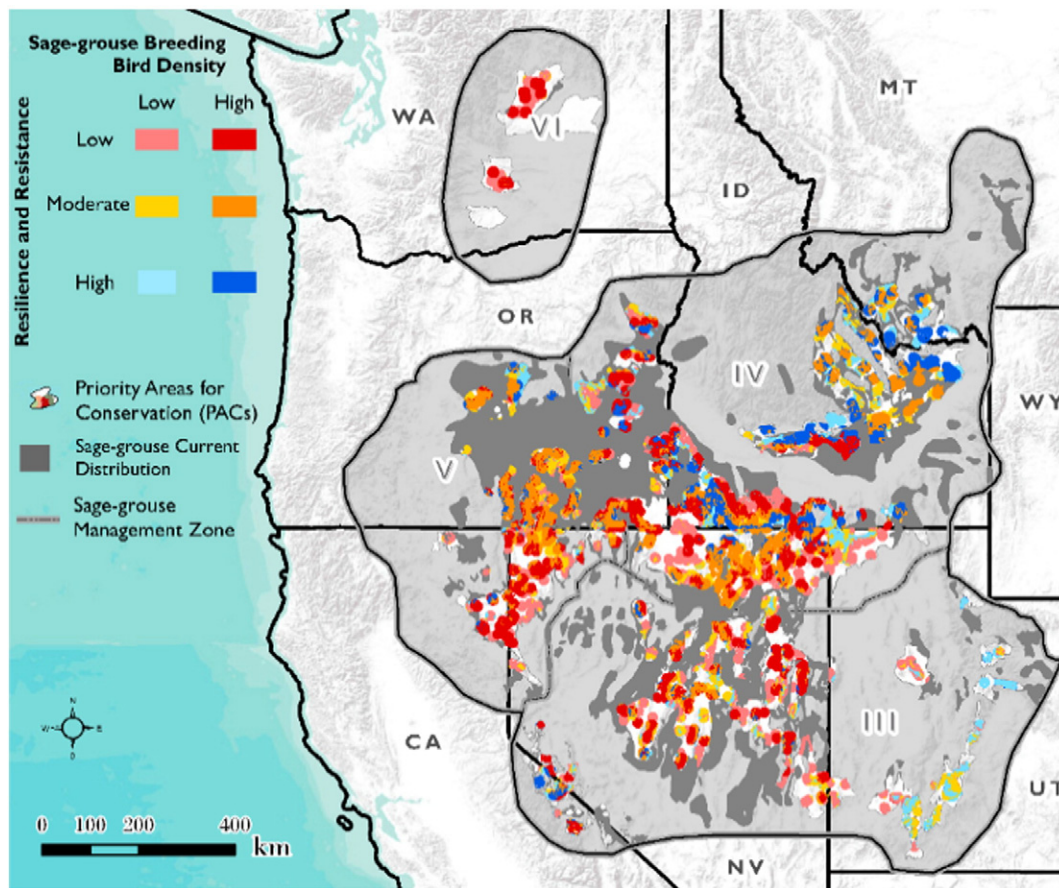 Sage-grouse Breeding
Bird Density
Low High
Resilience and Resistance
Low
Moderate
High
Priority Areas for
Conservation (PACs)
Sage-grouse Current
Distribution
Sage-grouse
Management Zone
N
W
0 100 200 400
km
WA
VI
MT
ID
OR
IV
WY
V
III
CA
UT
NV